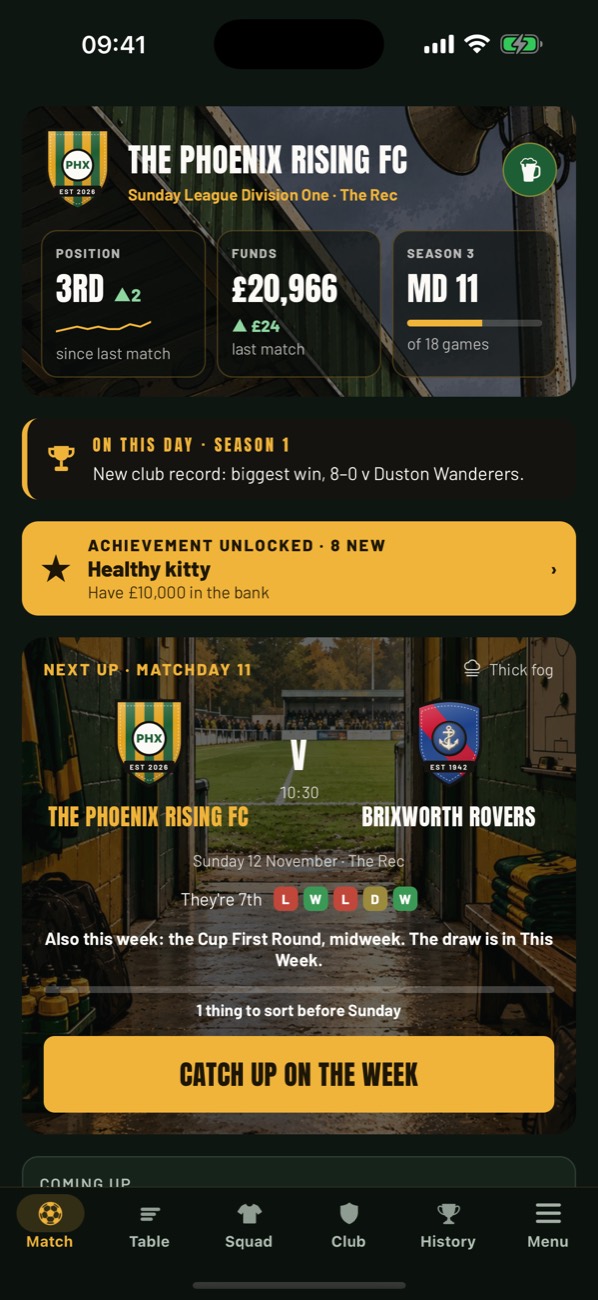 09:41
PHX
EST 2026
THE PHOENIX RISING FC
Sunday League Division One · The Rec
POSITION
3RD ▲2
since last match
FUNDS
£20,966
▲ £24
last match
SEASON 3
MD 11
of 18 games
ON THIS DAY · SEASON 1
New club record: biggest win, 8–0 v Duston Wanderers.
ACHIEVEMENT UNLOCKED · 8 NEW
Healthy kitty
Have £10,000 in the bank
›
NEXT UP · MATCHDAY 11
Thick fog
PHX
EST 2026
THE PHOENIX RISING FC
V
10:30
EST 1942
BRIXWORTH ROVERS
Sunday 12 November · The Rec
They're 7th L W L D W
Also this week: the Cup First Round, midweek. The draw is in This
Week.
1 thing to sort before Sunday
CATCH UP ON THE WEEK
COMING UP
Match
Table
Squad
Club
History
Menu